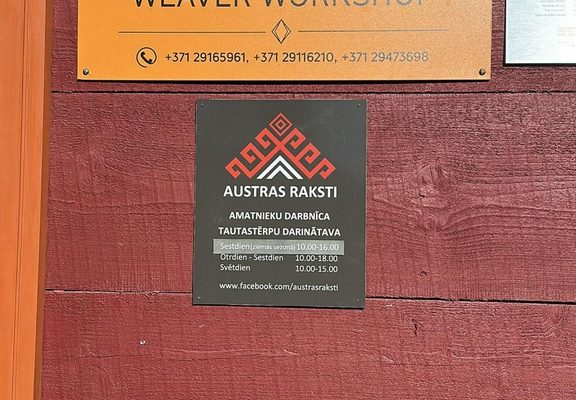 WEAVER WORKSHOP
+371 29165961, +371 29116210, +371 29473698
AUSTRAS RAKSTI
AMATNIEKU DARBNĪCA
TAUTASTĒRPU DARINĀTAVA
Sestdien (ziemās sezonā) 10.00-16.00
Otrdien - Sestdien 10.00-18.00
Svētdien 10.00-15.00
www.facebook.com/austrasraksti